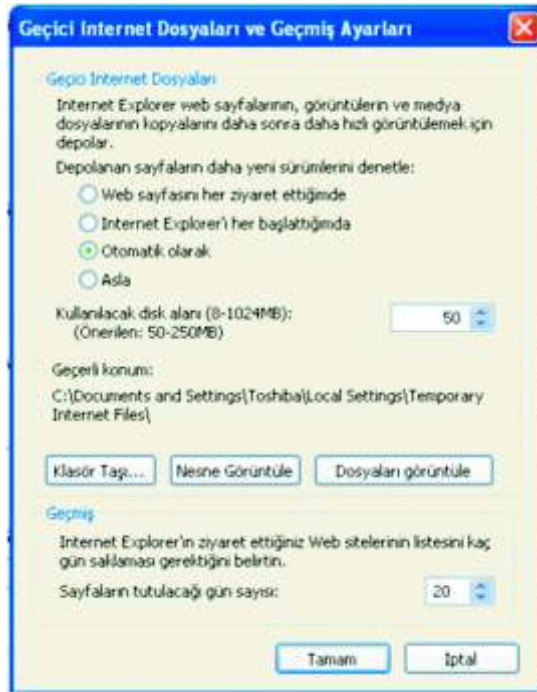 Geçici Internet Dosyaları ve Geçmiş Ayarları
Geçici Internet Dosyaları
Internet Explorer web sayfalarının, görüntülerin ve medya
dosyalarının kopyalarını daha sonra daha hızlı görüntülemek için
depolar.
Depolanan sayfaların daha yeni sürümlerini denetle:
Web sayfasını her ziyaret ettiğimde
Internet Explorer'ı her başlattığımda
Otomatik olarak
Asla
Kullanılacak disk alanı (8-1024MB): 50
(Önerilen: 50-250MB)
Geçerli konum:
C:\Documents and Settings\Toshiba\Local Settings\Temporary
Internet Files\
Klasör Taşı... Nesne Görüntüle Dosyaları görüntüle
Geçmiş
Internet Explorer'ın ziyaret ettiğiniz Web sitelerinin listesini kaç
gün saklaması gerektiğini belirtin.
Sayfaların tutulacağı gün sayısı: 20
Tamam İptal